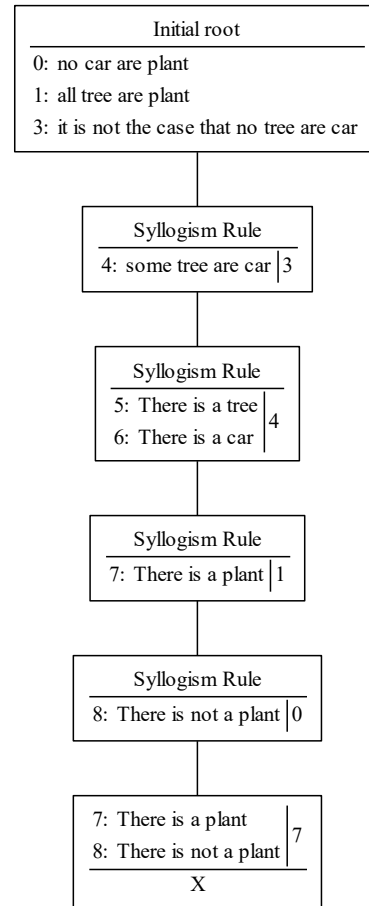 Initial root
0: no car are plant
1: all tree are plant
3: it is not the case that no tree are car
Syllogism Rule
4: some tree are car 3
Syllogism Rule
5: There is a tree
6: There is a car
4
Syllogism Rule
7: There is a plant 1
Syllogism Rule
8: There is not a plant 0
7: There is a plant
8: There is not a plant
7
X